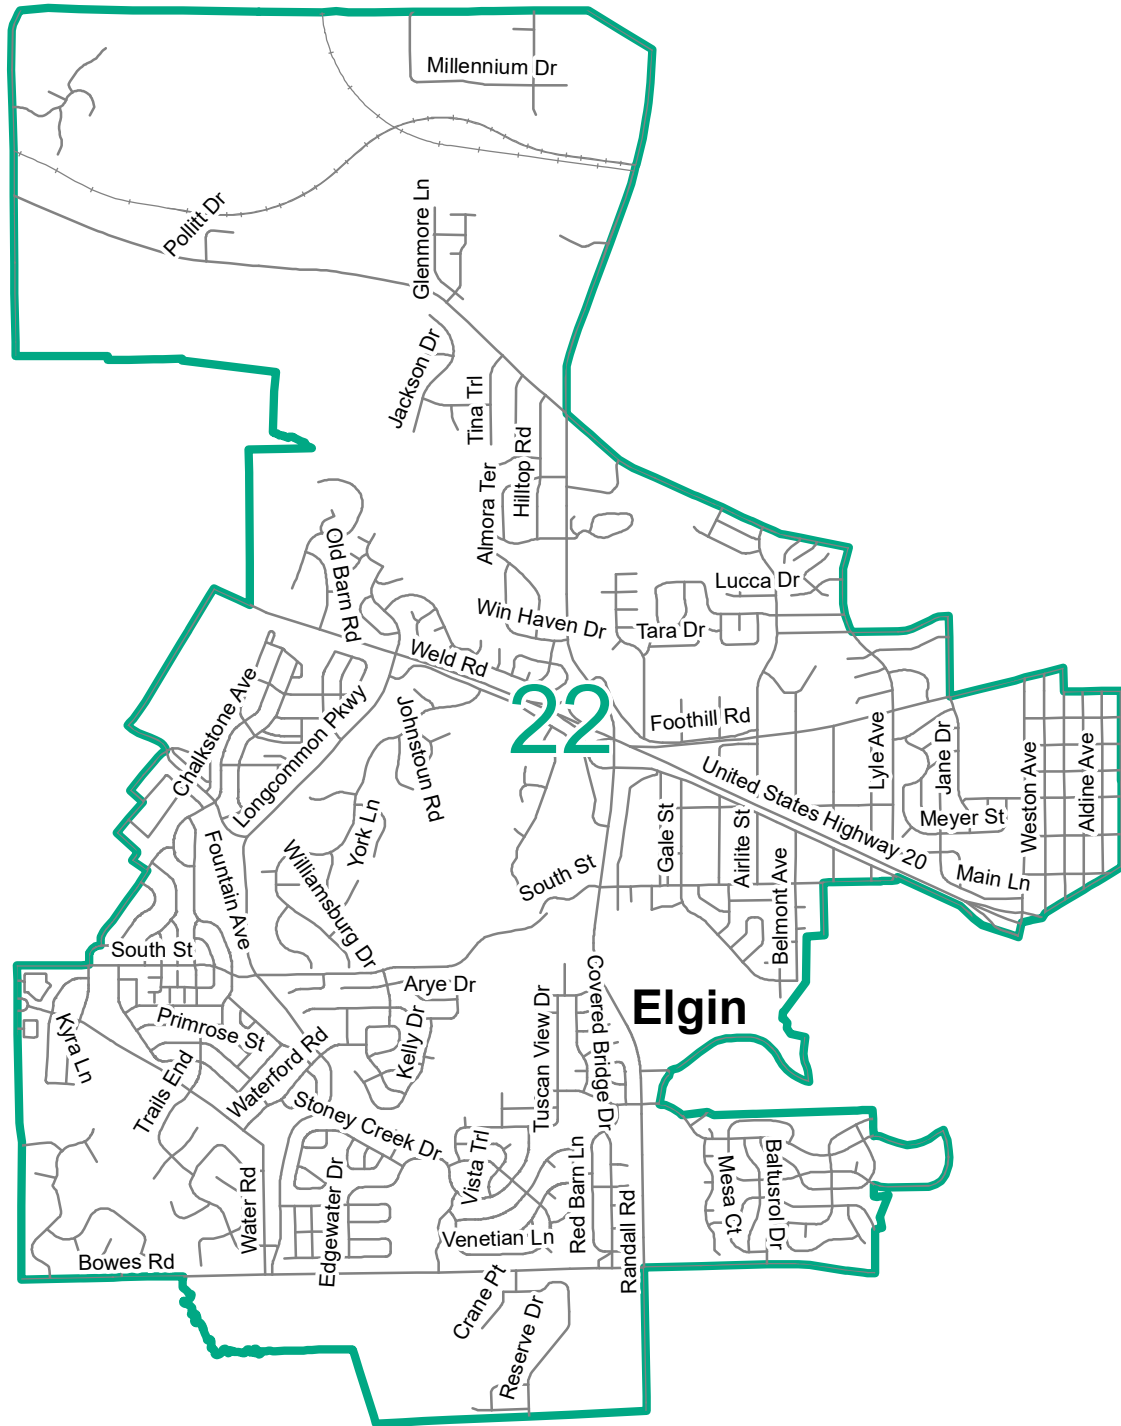 Millennium Dr
Pollitt Dr
Glenmore Ln
Jackson Dr
Tina Trl
Hilltop Rd
Almora Ter
Old Barn Rd
Lucca Dr
Win Haven Dr
Tara Dr
Weld Rd
Chalkstone Ave
Longcommon Pkwy
Johnstoun Rd
22
Foothill Rd
Lyle Ave
Jane Dr
Weston Ave
Aldine Ave
United States Highway 20
Meyer St
York Ln
Gale St
Airlite St
Fountain Ave
Williamsburg Dr
South St
Main Ln
Belmont Ave
South St
Arye Dr
Elgin
Kyra Ln
Primrose St
Kelly Dr
Tuscan View Dr
Covered Bridge Dr
Waterford Rd
Trails End
Stoney Creek Dr
Vista Trl
Red Barn Ln
Mesa Ct
Baltusrol Dr
Water Rd
Edgewater Dr
Venetian Ln
Randall Rd
Bowes Rd
Crane Pt
Reserve Dr